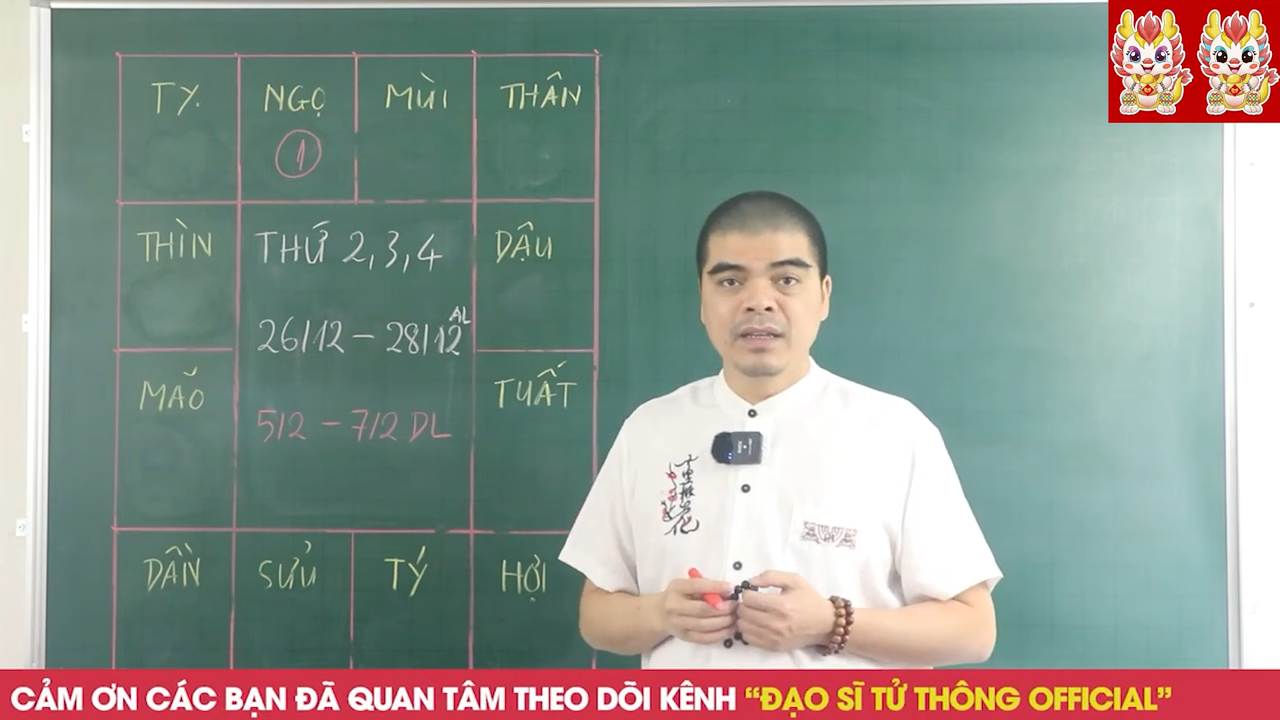 TỴ.
NGỌ
MÙI
THÂN
1
THÌN
THỨ 2,3,4
DẬU
26/12 – 28/12 AL
MÃO
TUẤT
5/2 – 7/2 DL
DẦN
SỬU
TÝ
HỢI
CẢM ƠN CÁC BẠN ĐÃ QUAN TÂM THEO DÕI KÊNH “ĐẠO SĨ TỬ THÔNG OFFICIAL”